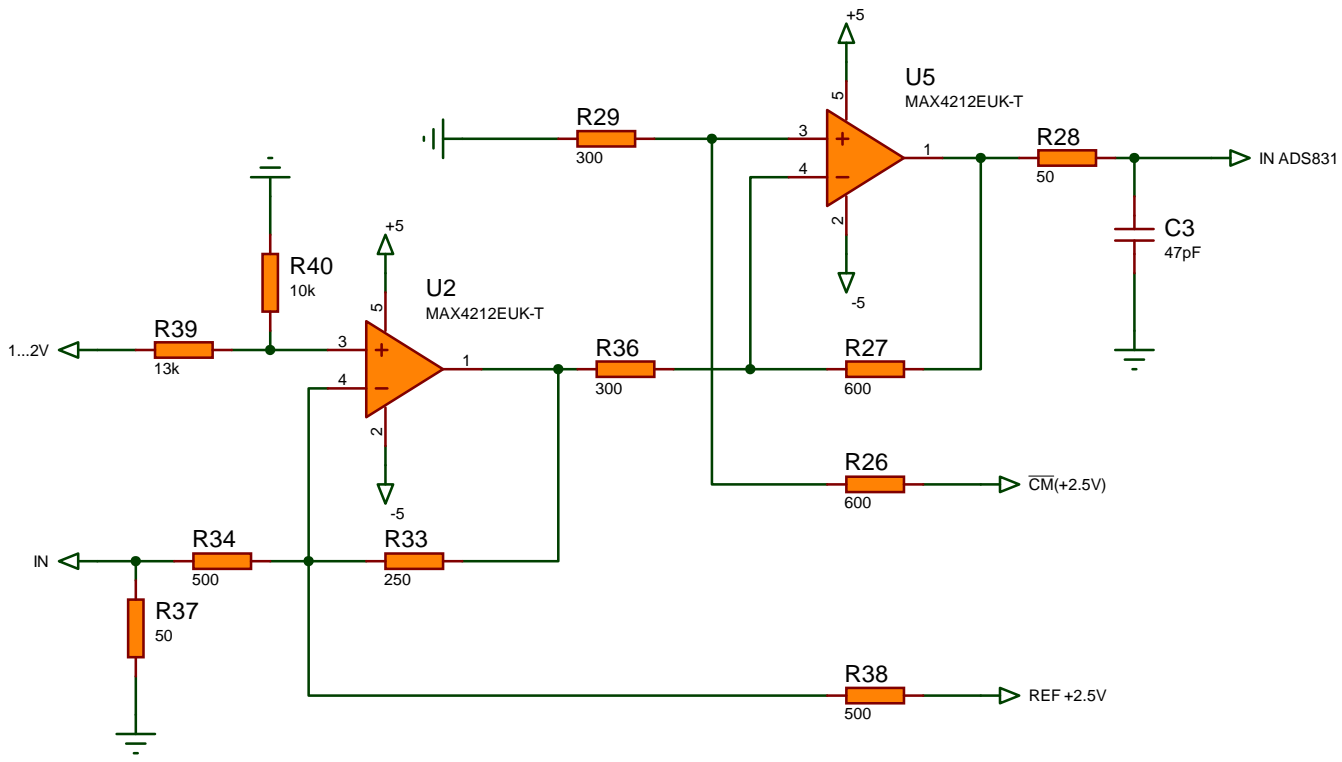 +5
U5
MAX4212EUK-T
5
R29
300
3
4
1
2
-5
R28
50
IN ADS831
C3
47pF
+5
R40
10k
U2
MAX4212EUK-T
5
R39
13k
1...2V
3
4
1
2
-5
R36
300
R27
600
R26
600
CM(+2.5V)
IN
R34
500
R33
250
R37
50
R38
500
REF +2.5V